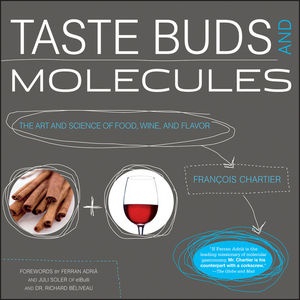 TASTE BUDS AND
MOLECULES
THE ART AND SCIENCE OF FOOD, WINE, AND FLAVOR
FRANÇOIS CHARTIER
+
"If Ferran Adrià is the
leading missionary of molecular
gastronomy, Mr. Chartier is his
counterpart with a corkscrew."
—The Globe and Mail
FOREWORDS BY FERRAN ADRIÀ
AND JULI SOLER OF elBulli
AND DR. RICHARD BÉLIVEAU